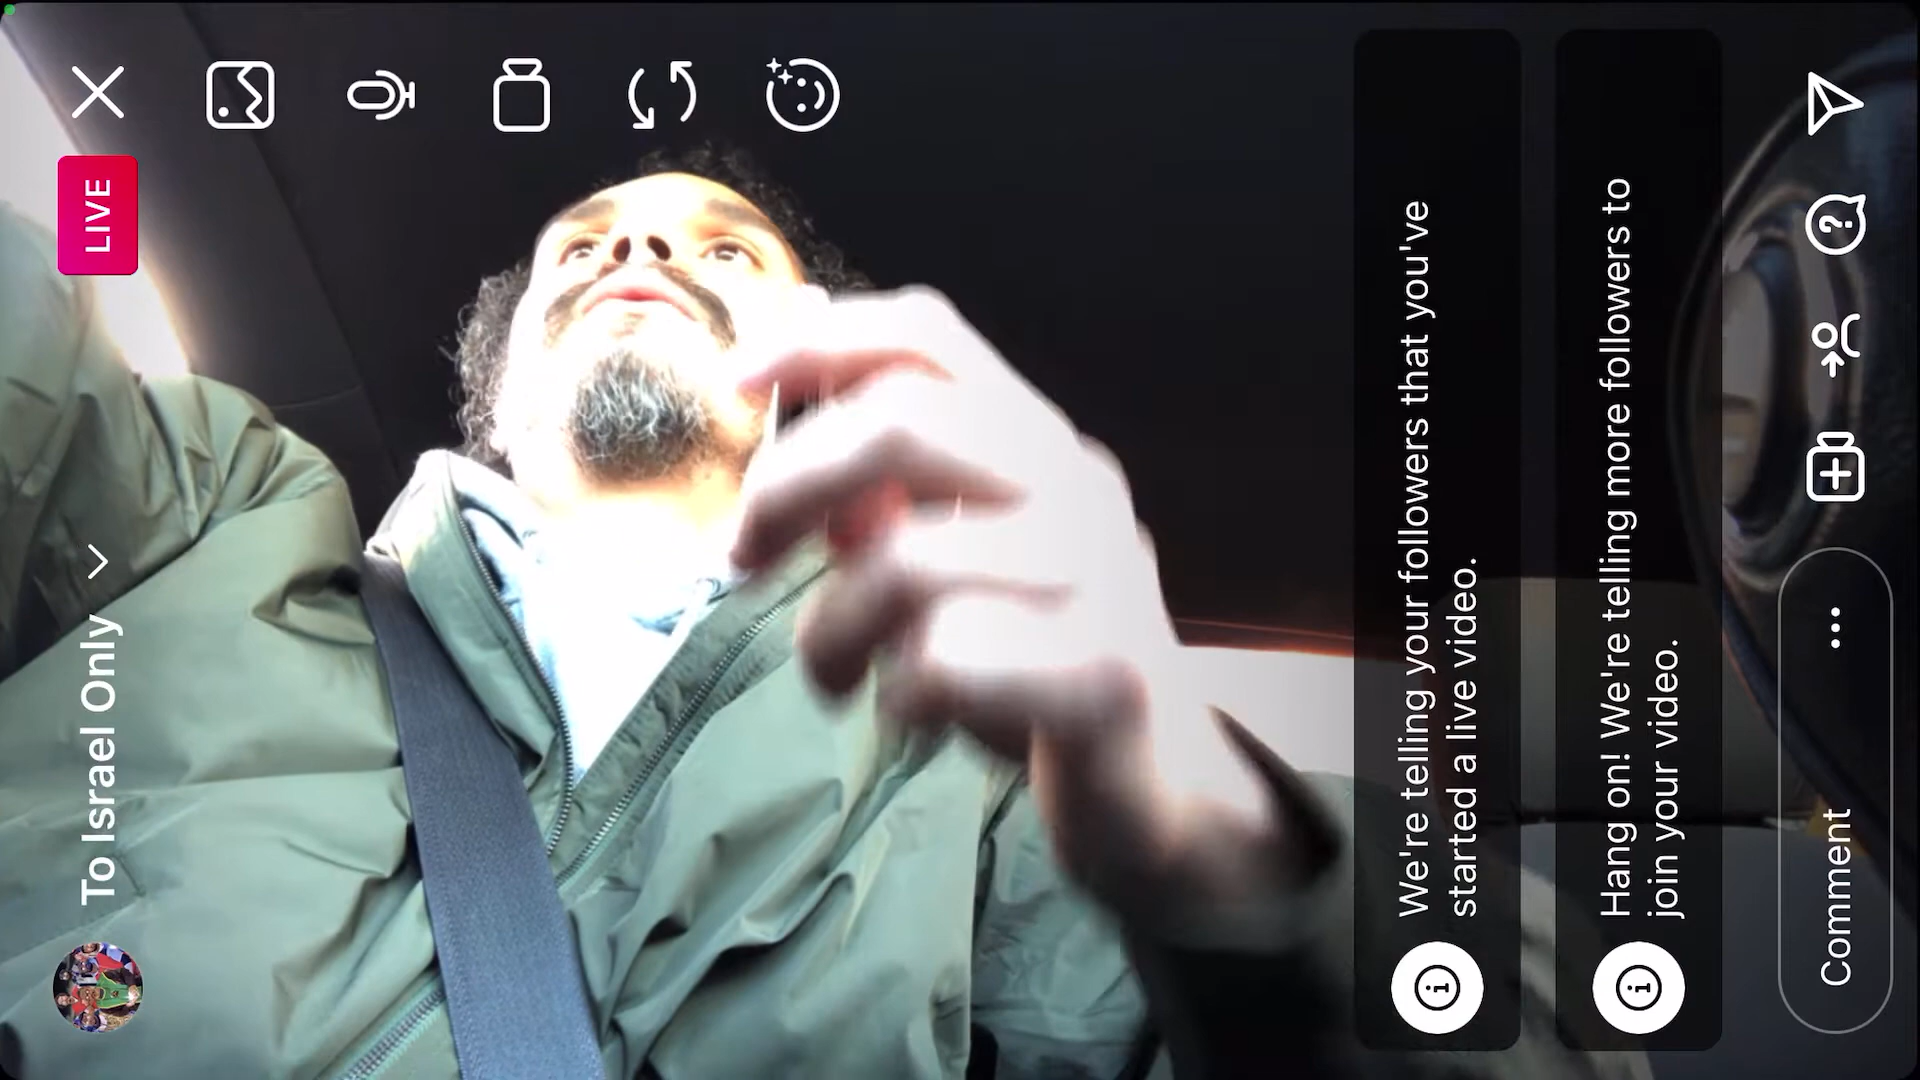 LIVE
To Israel Only
We're telling your followers that you've
started a live video.
Hang on! We're telling more followers to
join your video.
Comment